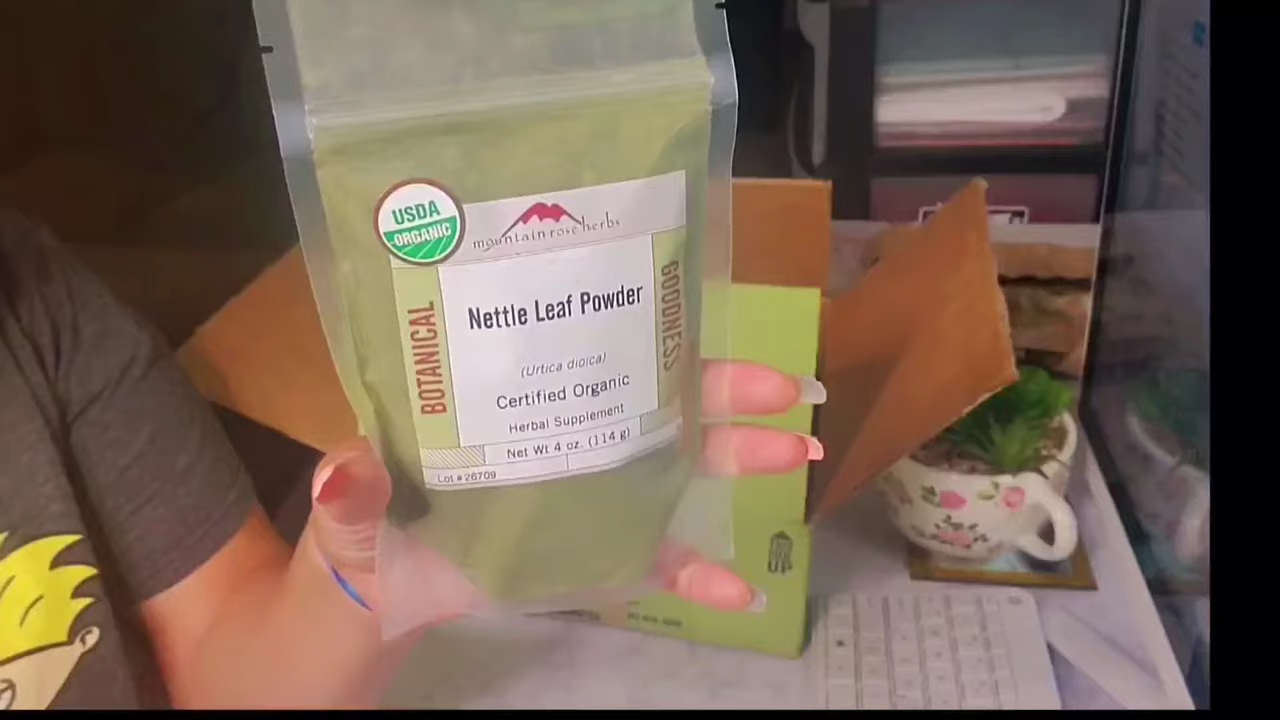 USDA
ORGANIC
mountain rose herbs
BOTANICAL
GOODNESS
Nettle Leaf Powder
(Urtica dioica)
Certified Organic
Herbal Supplement
Net Wt 4 oz. (114 g)
Lot # 26709
UP